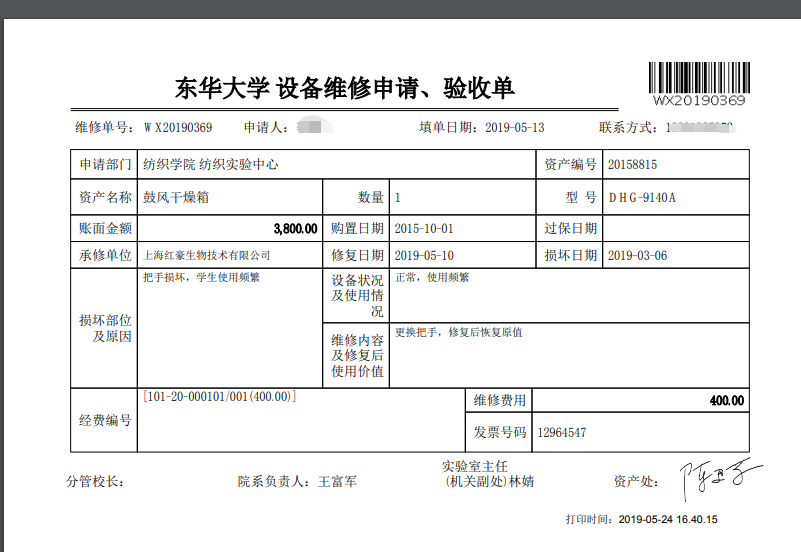 东华大学 设备维修申请、验收单
WX20190369
维修单号： WX20190369 申请人： 填单日期：2019-05-13 联系方式：
申请部门 纺织学院 纺织实验中心 资产编号 20158815
资产名称 鼓风干燥箱 数量 1 型 号 DHG-9140A
账面金额 3,800.00 购置日期 2015-10-01 过保日期
承修单位 上海红豪生物技术有限公司 修复日期 2019-05-10 损坏日期 2019-03-06
损坏部位
及原因
把手损坏，学生使用频繁
设备状况
及使用情
况
正常，使用频繁
维修内容
及修复后
使用价值
更换把手，修复后恢复原值
经费编号 [101-20-000101/001(400.00)]
维修费用 400.00
发票号码 12964547
分管校长： 院系负责人：王富军
实验室主任
(机关副处)林婧
资产处：
打印时间：2019-05-24 16.40.15